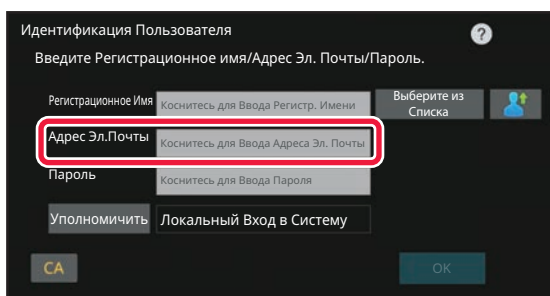 Идентификация Пользователя
?
Введите Регистрационное имя/Адрес Эл. Почты/Пароль.
Регистрационное Имя Коснитесь для Ввода Регистр. Имени Выберите из Списка
Адрес Эл.Почты Коснитесь для Ввода Адреса Эл. Почты
Пароль Коснитесь для Ввода Пароля
Уполномичить Локальный Вход в Систему
CA OK